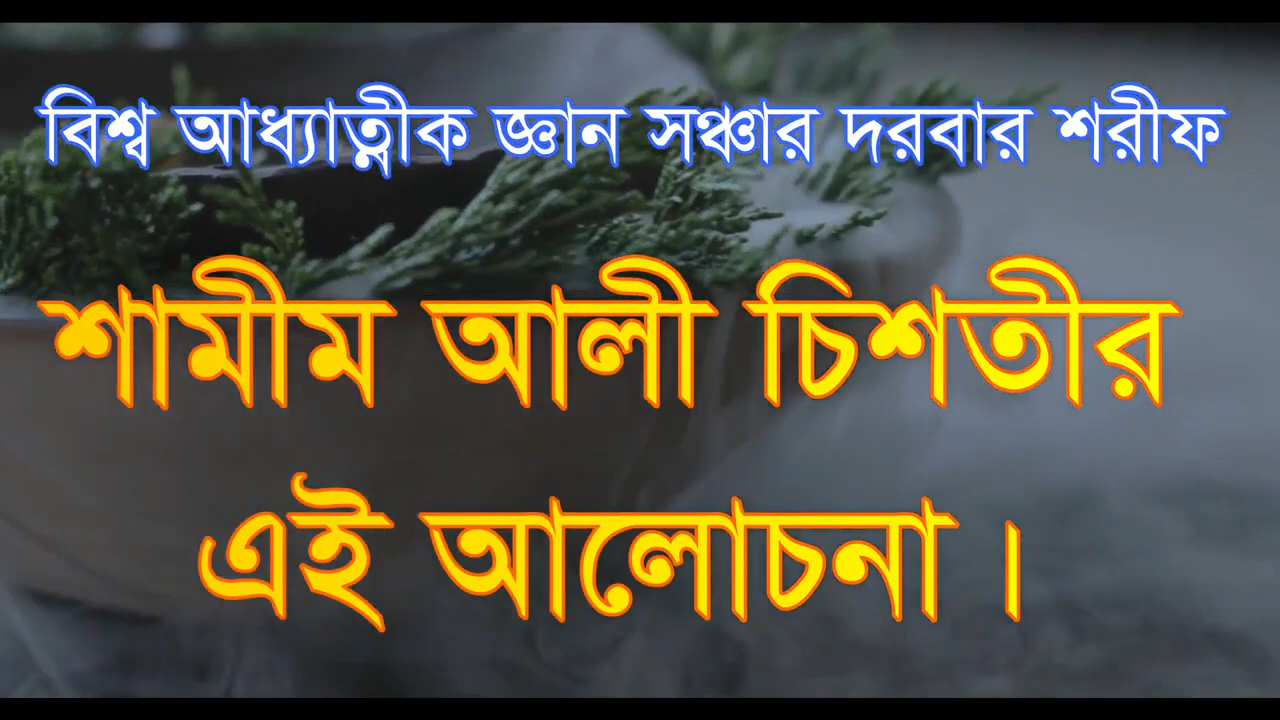 বিশ্ব আধ্যাত্নীক জ্ঞান সঞ্চার দরবার শরীফ
শামীম আলী চিশতীর
এই আলোচনা।